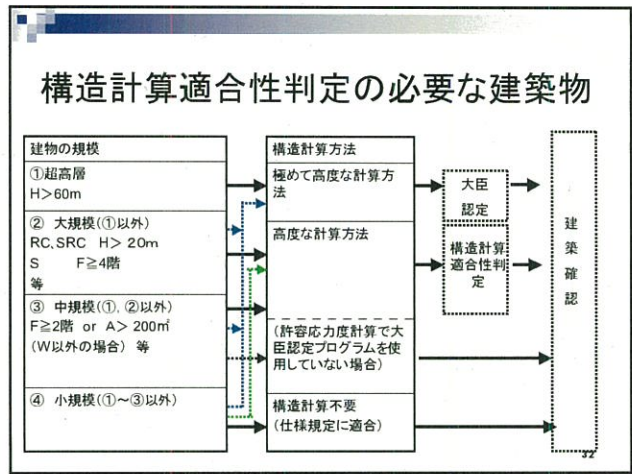 構造計算適合性判定の必要な建築物
建物の規模
①超高層
H＞60m
② 大規模(①以外)
RC、SRC H＞20m
S F≧4階
等
③ 中規模(①, ②以外)
F≧2階 or A＞200㎡
(W以外の場合) 等
④ 小規模(①～③以外)
構造計算方法
極めて高度な計算方
法
高度な計算方法
(許容応力度計算で大
臣認定プログラムを使
用していない場合)
構造計算不要
(仕様規定に適合)
大臣
認定
構造計算
適合性判
定
建
築
確
認
32